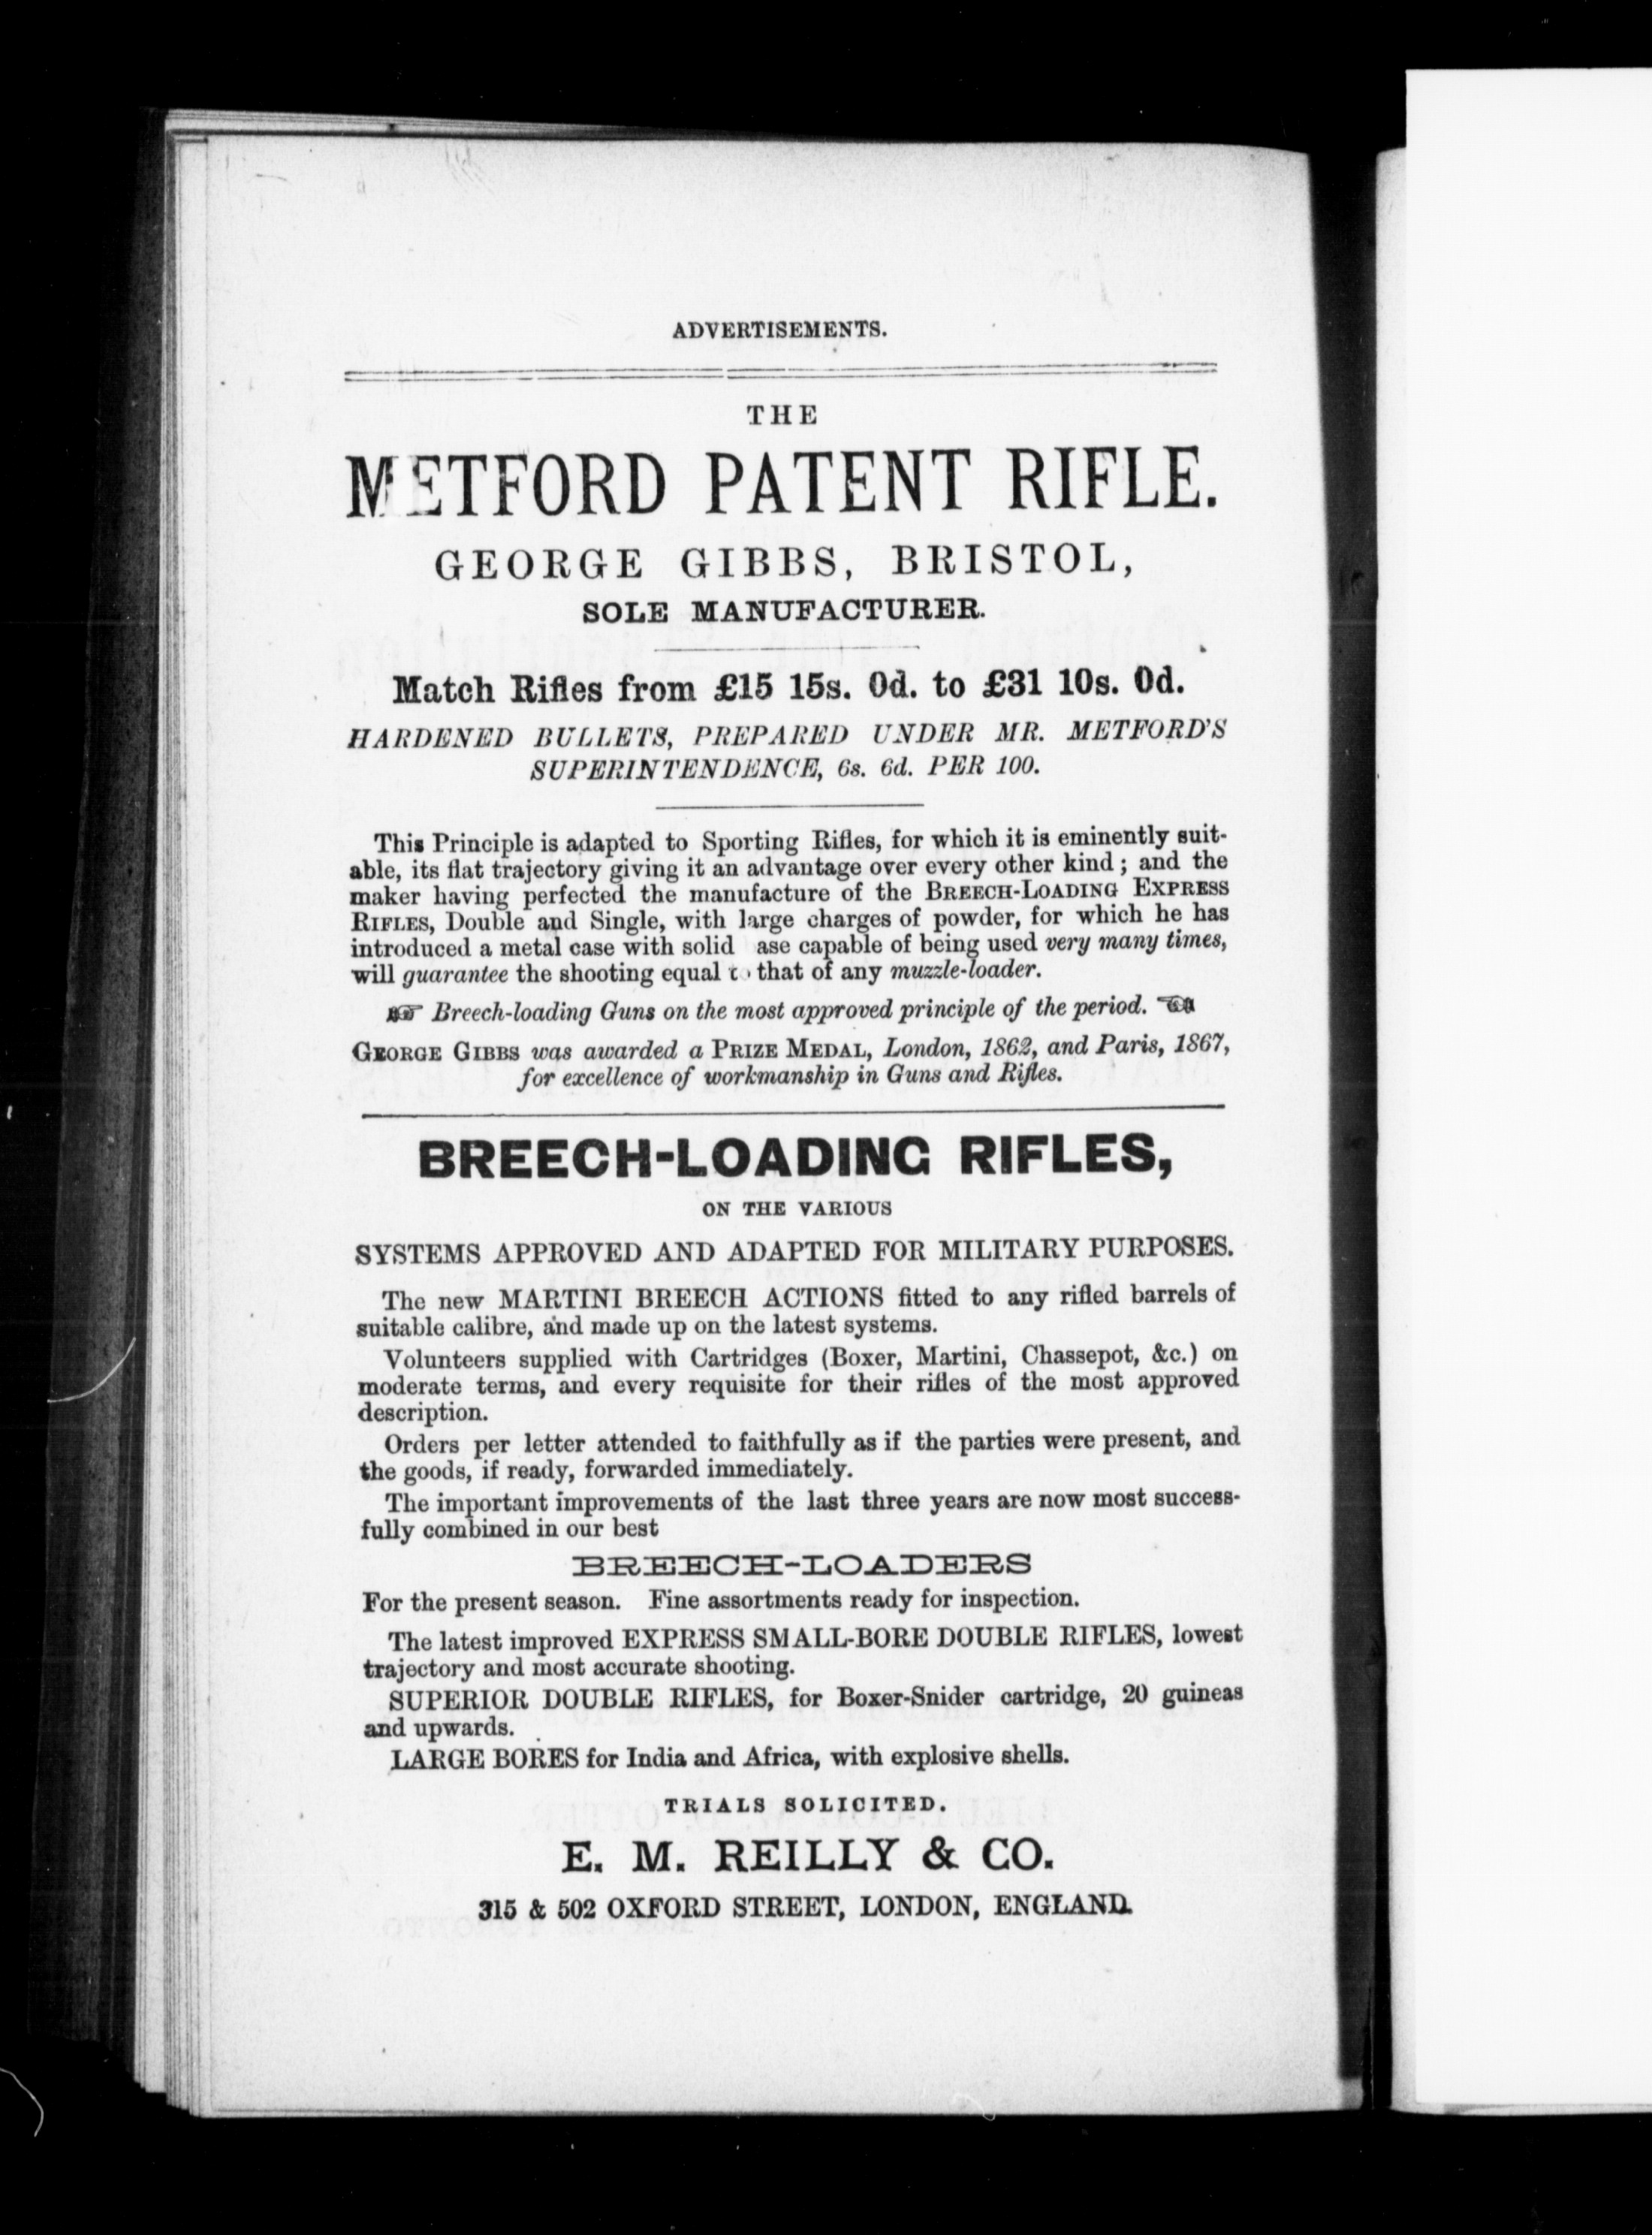 ADVERTISEMENTS.
THE
METFORD PATENT RIFLE.
GEORGE GIBBS, BRISTOL,
SOLE MANUFACTURER.
Match Rifles from £15 15s. 0d. to £31 10s. 0d.
HARDENED BULLETS, PREPARED UNDER MR. METFORD'S
SUPERINTENDENCE, 6s. 6d. PER 100.
This Principle is adapted to Sporting Rifles, for which it is eminently suit-
able, its flat trajectory giving it an advantage over every other kind; and the
maker having perfected the manufacture of the BREECH-LOADING EXPRESS
RIFLES, Double and Single, with large charges of powder, for which he has
introduced a metal case with solid ase capable of being used very many times,
will guarantee the shooting equal to that of any muzzle-loader.
☞ Breech-loading Guns on the most approved principle of the period. ☜
GEORGE GIBBS was awarded a PRIZE MEDAL, London, 1862, and Paris, 1867,
for excellence of workmanship in Guns and Rifles.
BREECH-LOADING RIFLES,
ON THE VARIOUS
SYSTEMS APPROVED AND ADAPTED FOR MILITARY PURPOSES.
The new MARTINI BREECH ACTIONS fitted to any rifled barrels of
suitable calibre, and made up on the latest systems.
Volunteers supplied with Cartridges (Boxer, Martini, Chassepot, &c.) on
moderate terms, and every requisite for their rifles of the most approved
description.
Orders per letter attended to faithfully as if the parties were present, and
the goods, if ready, forwarded immediately.
The important improvements of the last three years are now most success-
fully combined in our best
BREECH-LOADERS
For the present season. Fine assortments ready for inspection.
The latest improved EXPRESS SMALL-BORE DOUBLE RIFLES, lowest
trajectory and most accurate shooting.
SUPERIOR DOUBLE RIFLES, for Boxer-Snider cartridge, 20 guineas
and upwards.
LARGE BORES for India and Africa, with explosive shells.
TRIALS SOLICITED.
E. M. REILLY & CO.
315 & 502 OXFORD STREET, LONDON, ENGLAND.